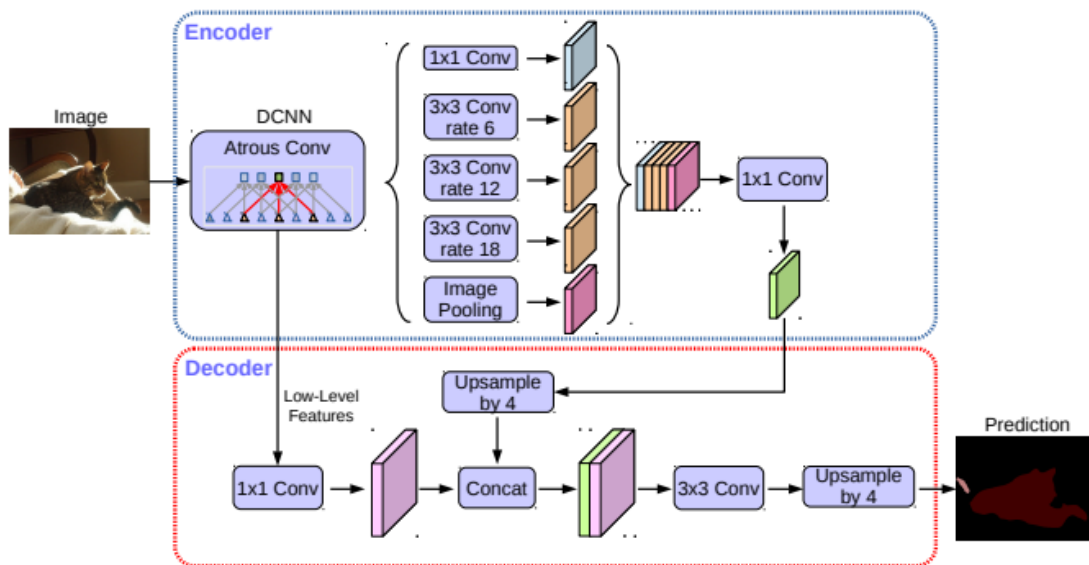 Encoder
Image
DCNN
Atrous Conv
1x1 Conv
3x3 Conv
rate 6
3x3 Conv
rate 12
3x3 Conv
rate 18
Image
Pooling
1x1 Conv
Decoder
Low-Level
Features
Upsample
by 4
1x1 Conv
Concat
3x3 Conv
Upsample
by 4
Prediction